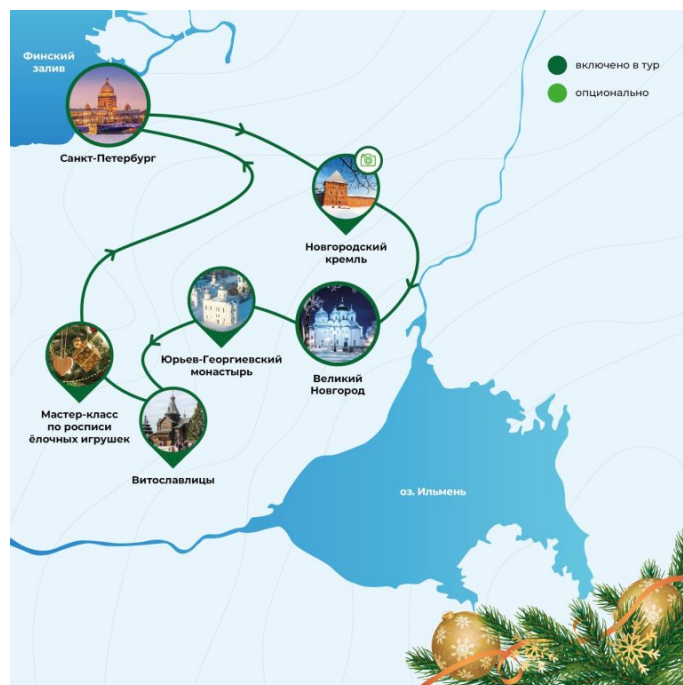 Финский
залив
включено в тур
опционально
Санкт-Петербург
Новгородский
кремль
Юрьев-Георгиевский
монастырь
Великий
Новгород
Мастер-класс
по росписи
ёлочных игрушек
Витославлицы
оз. Ильмень